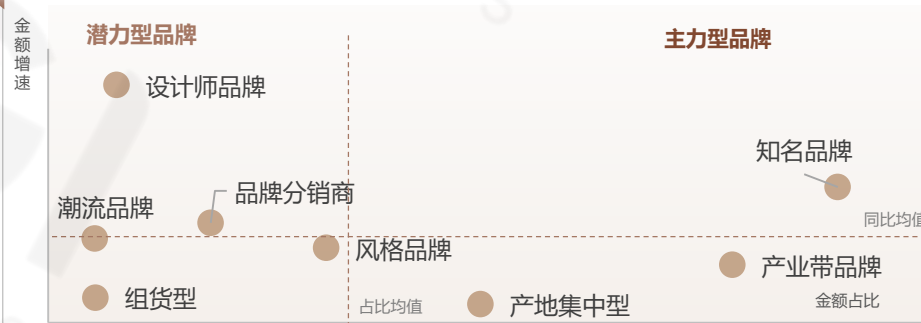 金额增速
潜力型品牌
主力型品牌
设计师品牌
知名品牌
品牌分销商
潮流品牌
同比均值
风格品牌
产业带品牌
组货型
占比均值
产地集中型
金额占比